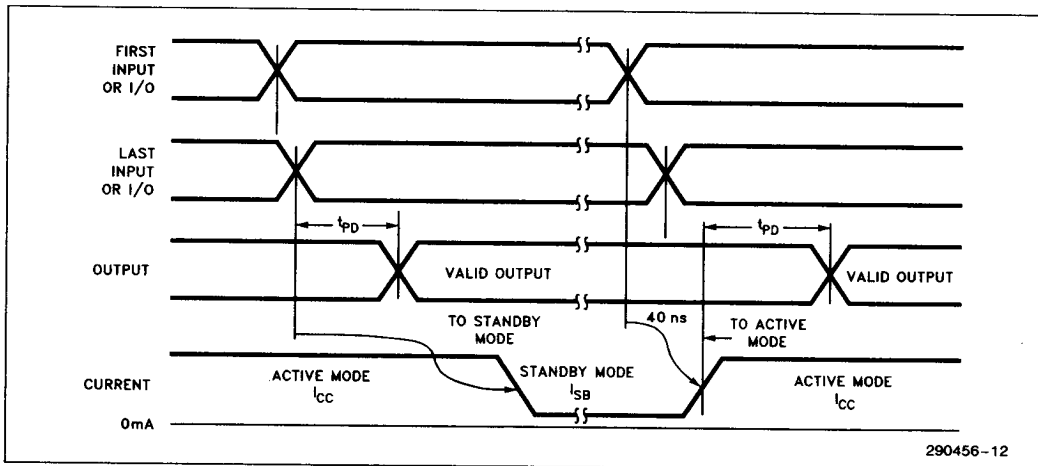 FIRST
INPUT
OR I/O
LAST
INPUT
OR I/O
tPD
tPD
OUTPUT
VALID OUTPUT
VALID OUTPUT
TO STANDBY
MODE
40 ns
TO ACTIVE
MODE
CURRENT
ACTIVE MODE
ICC
STANDBY MODE
ISB
ACTIVE MODE
ICC
0mA
290456-12